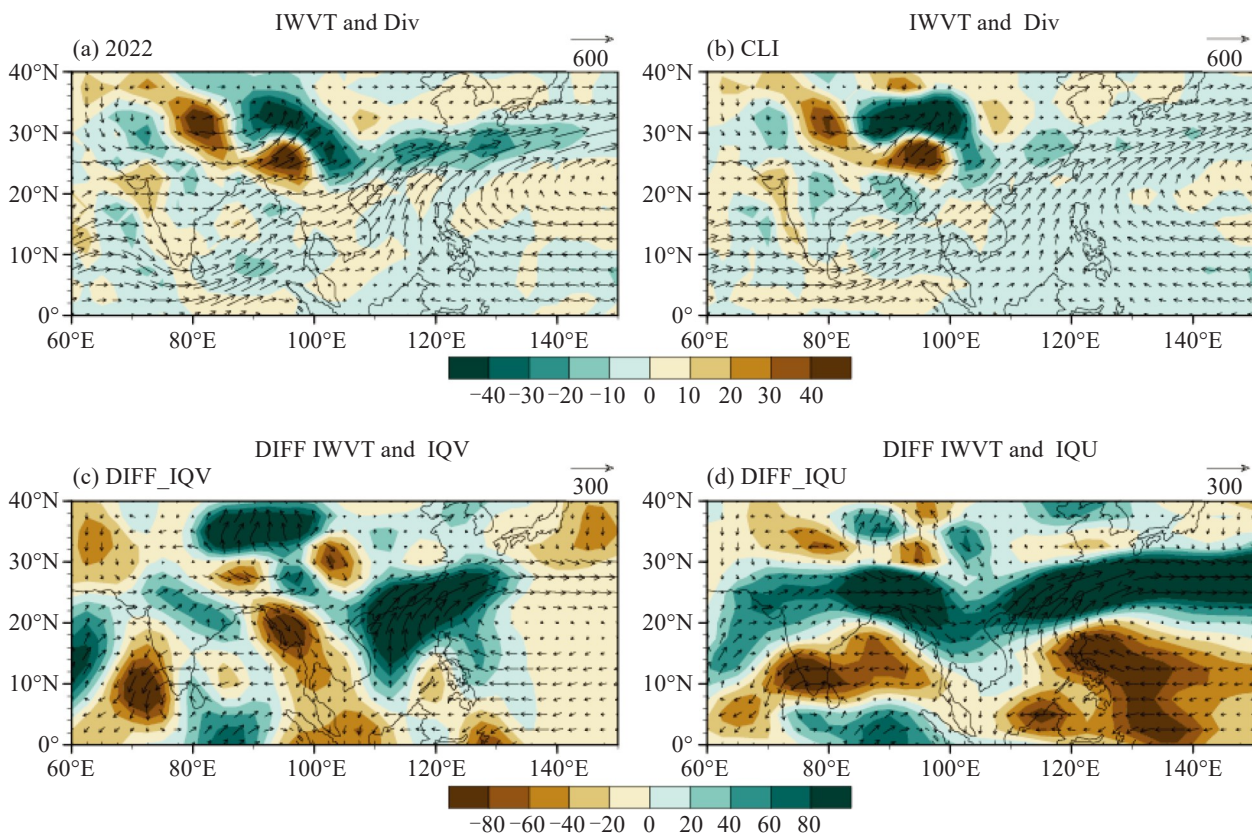 IWVT and Div
IWVT and Div
(a) 2022
600
(b) CLI
600
40°N
30°N
20°N
10°N
0°
60°E 80°E 100°E 120°E 140°E
40°N
30°N
20°N
10°N
0°
60°E 80°E 100°E 120°E 140°E
−40 −30 −20 −10 0 10 20 30 40
DIFF IWVT and IQV
DIFF IWVT and IQU
(c) DIFF_IQV
300
(d) DIFF_IQU
300
40°N
30°N
20°N
10°N
0°
60°E 80°E 100°E 120°E 140°E
40°N
30°N
20°N
10°N
0°
60°E 80°E 100°E 120°E 140°E
−80 −60 −40 −20 0 20 40 60 80